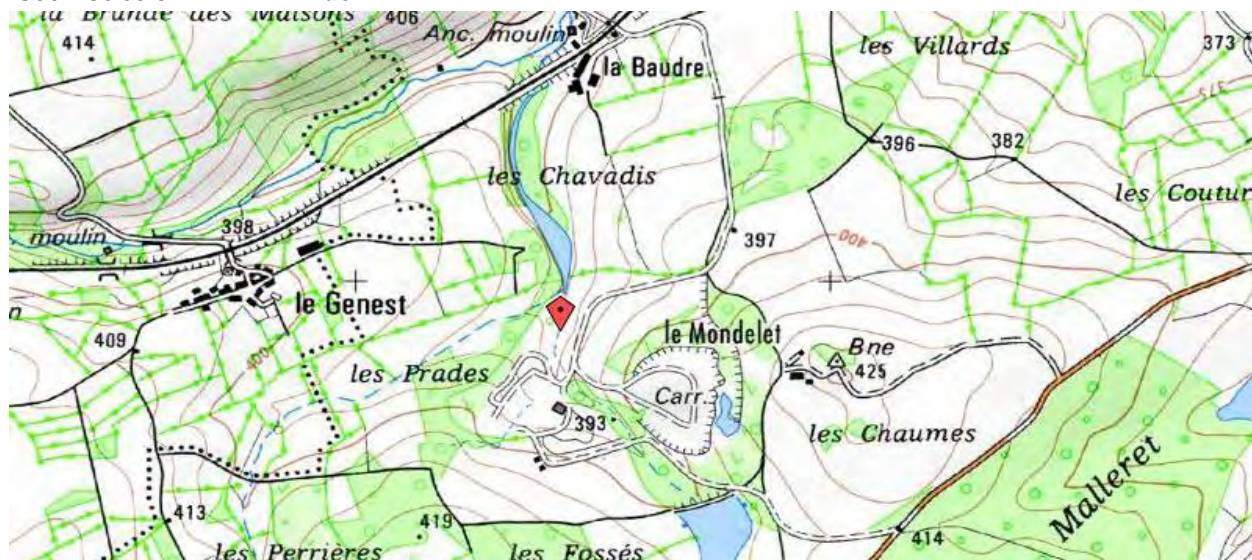 la Brande des Maisons
406
414
Anc. moulin
la Baudre
les Villards
373
375
396
382
les Chavadis
les Coutur
398
moulin
397
400
le Genest
le Mondelet
409
400
les Prades
Bne
425
Carr.
393
les Chaumes
Malleret
413
419
414
les Perrières
les Fossés